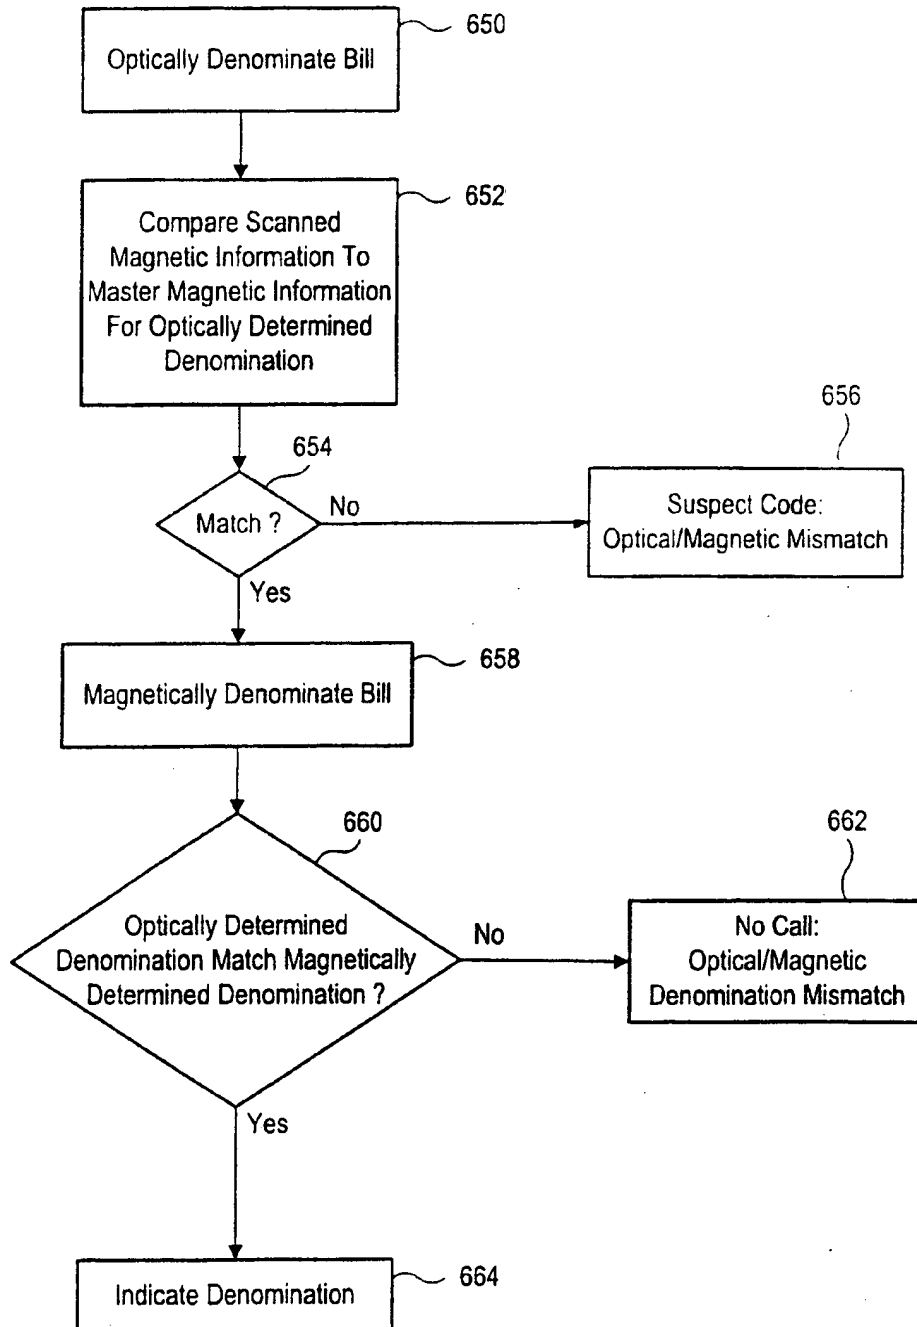 650
Optically Denominate Bill
652
Compare Scanned
Magnetic Information To
Master Magnetic Information
For Optically Determined
Denomination
654
Match ?
No
656
Suspect Code:
Optical/Magnetic Mismatch
Yes
658
Magnetically Denominate Bill
660
Optically Determined
Denomination Match Magnetically
Determined Denomination ?
No
662
No Call:
Optical/Magnetic
Denomination Mismatch
Yes
664
Indicate Denomination